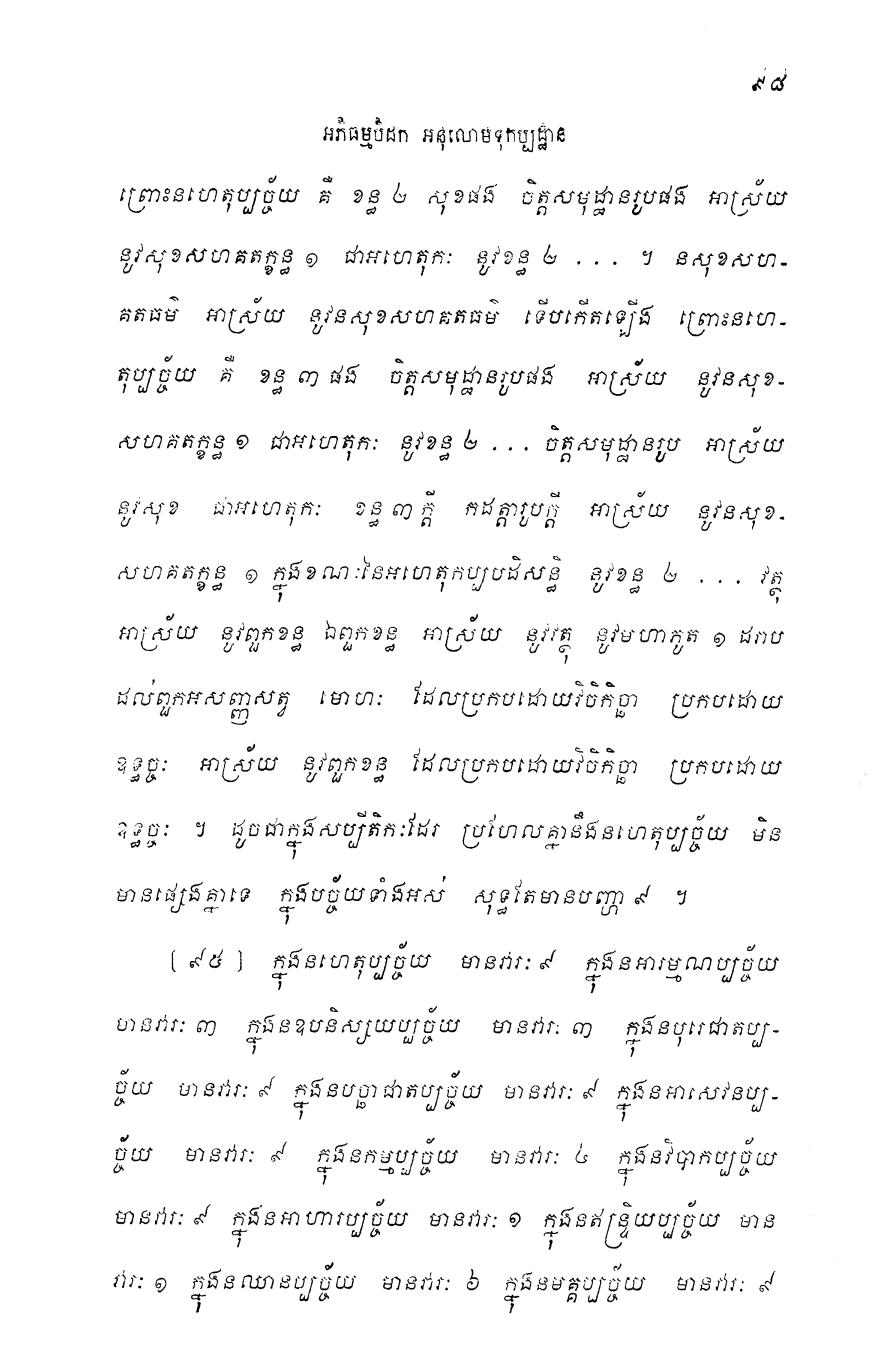 ៩៨
អភិធម្មបិដក អនុលោមទុកប្បដ្ឋាន
ព្រោះនហេតុប្បច្ច័យ គឺ ខន្ធ ២ សុខផង ចិត្តសមុដ្ឋានរូបផង អាស្រ័យ
នូវសុខសហគតក្ខន្ធ ១ ជាអហេតុកៈ នូវខន្ធ ២ . . . ។ នសុខសហ-
គតធម៌ អាស្រ័យ នូវនសុខសហគតធម៌ ទើបកើតឡើង ព្រោះនហេ-
តុប្បច្ច័យ គឺ ខន្ធ ៣ ផង ចិត្តសមុដ្ឋានរូបផង អាស្រ័យ នូវនសុខ-
សហគតក្ខន្ធ ១ ជាអហេតុកៈ នូវខន្ធ ២ . . . ចិត្តសមុដ្ឋានរូប អាស្រ័យ
នូវសុខ ជាអហេតុកៈ ខន្ធ ៣ ក្តី កដត្តារូបក្តី អាស្រ័យ នូវនសុខ-
សហគតក្ខន្ធ ១ ក្នុងខណៈនៃអហេតុកប្បបដិសន្ធិ នូវខន្ធ ២ . . . វត្ថុ
អាស្រ័យ នូវពួកខន្ធ ឯពួកខន្ធ អាស្រ័យ នូវវត្ថុ នូវមហាភូត ១ ដរាប
ដល់ពួកអសញ្ញសត្វ មោហៈ ដែលប្រកបដោយវិចិកិច្ឆា ប្រកបដោយ
ឧទ្ធច្ចៈ អាស្រ័យ នូវពួកខន្ធ ដែលប្រកបដោយវិចិកិច្ឆា ប្រកបដោយ
ឧទ្ធច្ចៈ ។ ដូចជាក្នុងសប្បីតិកៈដែរ ប្រហែលគ្នានឹងនហេតុប្បច្ច័យ មិន
មានផ្សេងគ្នាទេ ក្នុងបច្ច័យទាំងអស់ សុទ្ធតែមានបញ្ហា ៩ ។
[ ៩៥ ] ក្នុងនហេតុប្បច្ច័យ មានវារៈ ៩ ក្នុងនអារម្មណប្បច្ច័យ
មានវារៈ ៣ ក្នុងនឧបនិស្សយប្បច្ច័យ មានវារៈ ៣ ក្នុងនបុរេជាតប្ប-
ច្ច័យ មានវារៈ ៩ ក្នុងនបច្ឆាជាតប្បច្ច័យ មានវារៈ ៩ ក្នុងនអាសេវនប្ប-
ច្ច័យ មានវារៈ ៩ ក្នុងនកម្មប្បច្ច័យ មានវារៈ ៤ ក្នុងនវិបាកប្បច្ច័យ
មានវារៈ ៩ ក្នុងនអាហារប្បច្ច័យ មានវារៈ ១ ក្នុងនឥន្ទ្រិយប្បច្ច័យ មាន
វារៈ ១ ក្នុងនឈានប្បច្ច័យ មានវារៈ ៦ ក្នុងនមគ្គប្បច្ច័យ មានវារៈ ៩